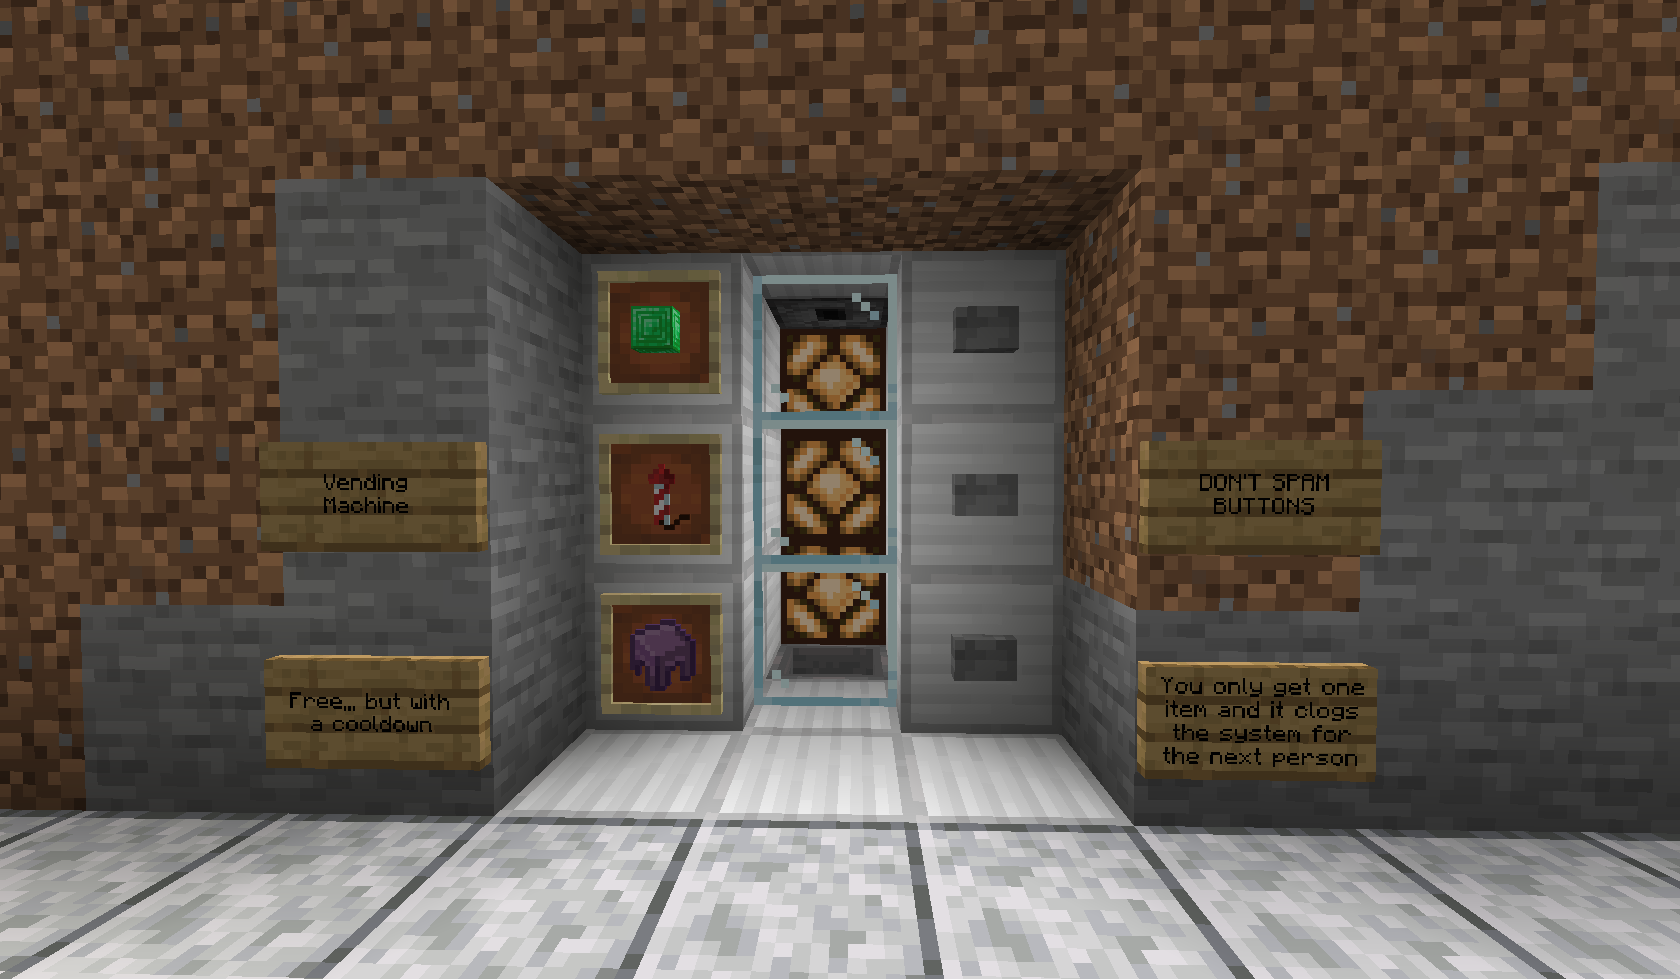 Vending
Machine
Free... but with
a cooldown
DON'T SPAM
BUTTONS
You only get one
item and it clogs
the system for
the next person